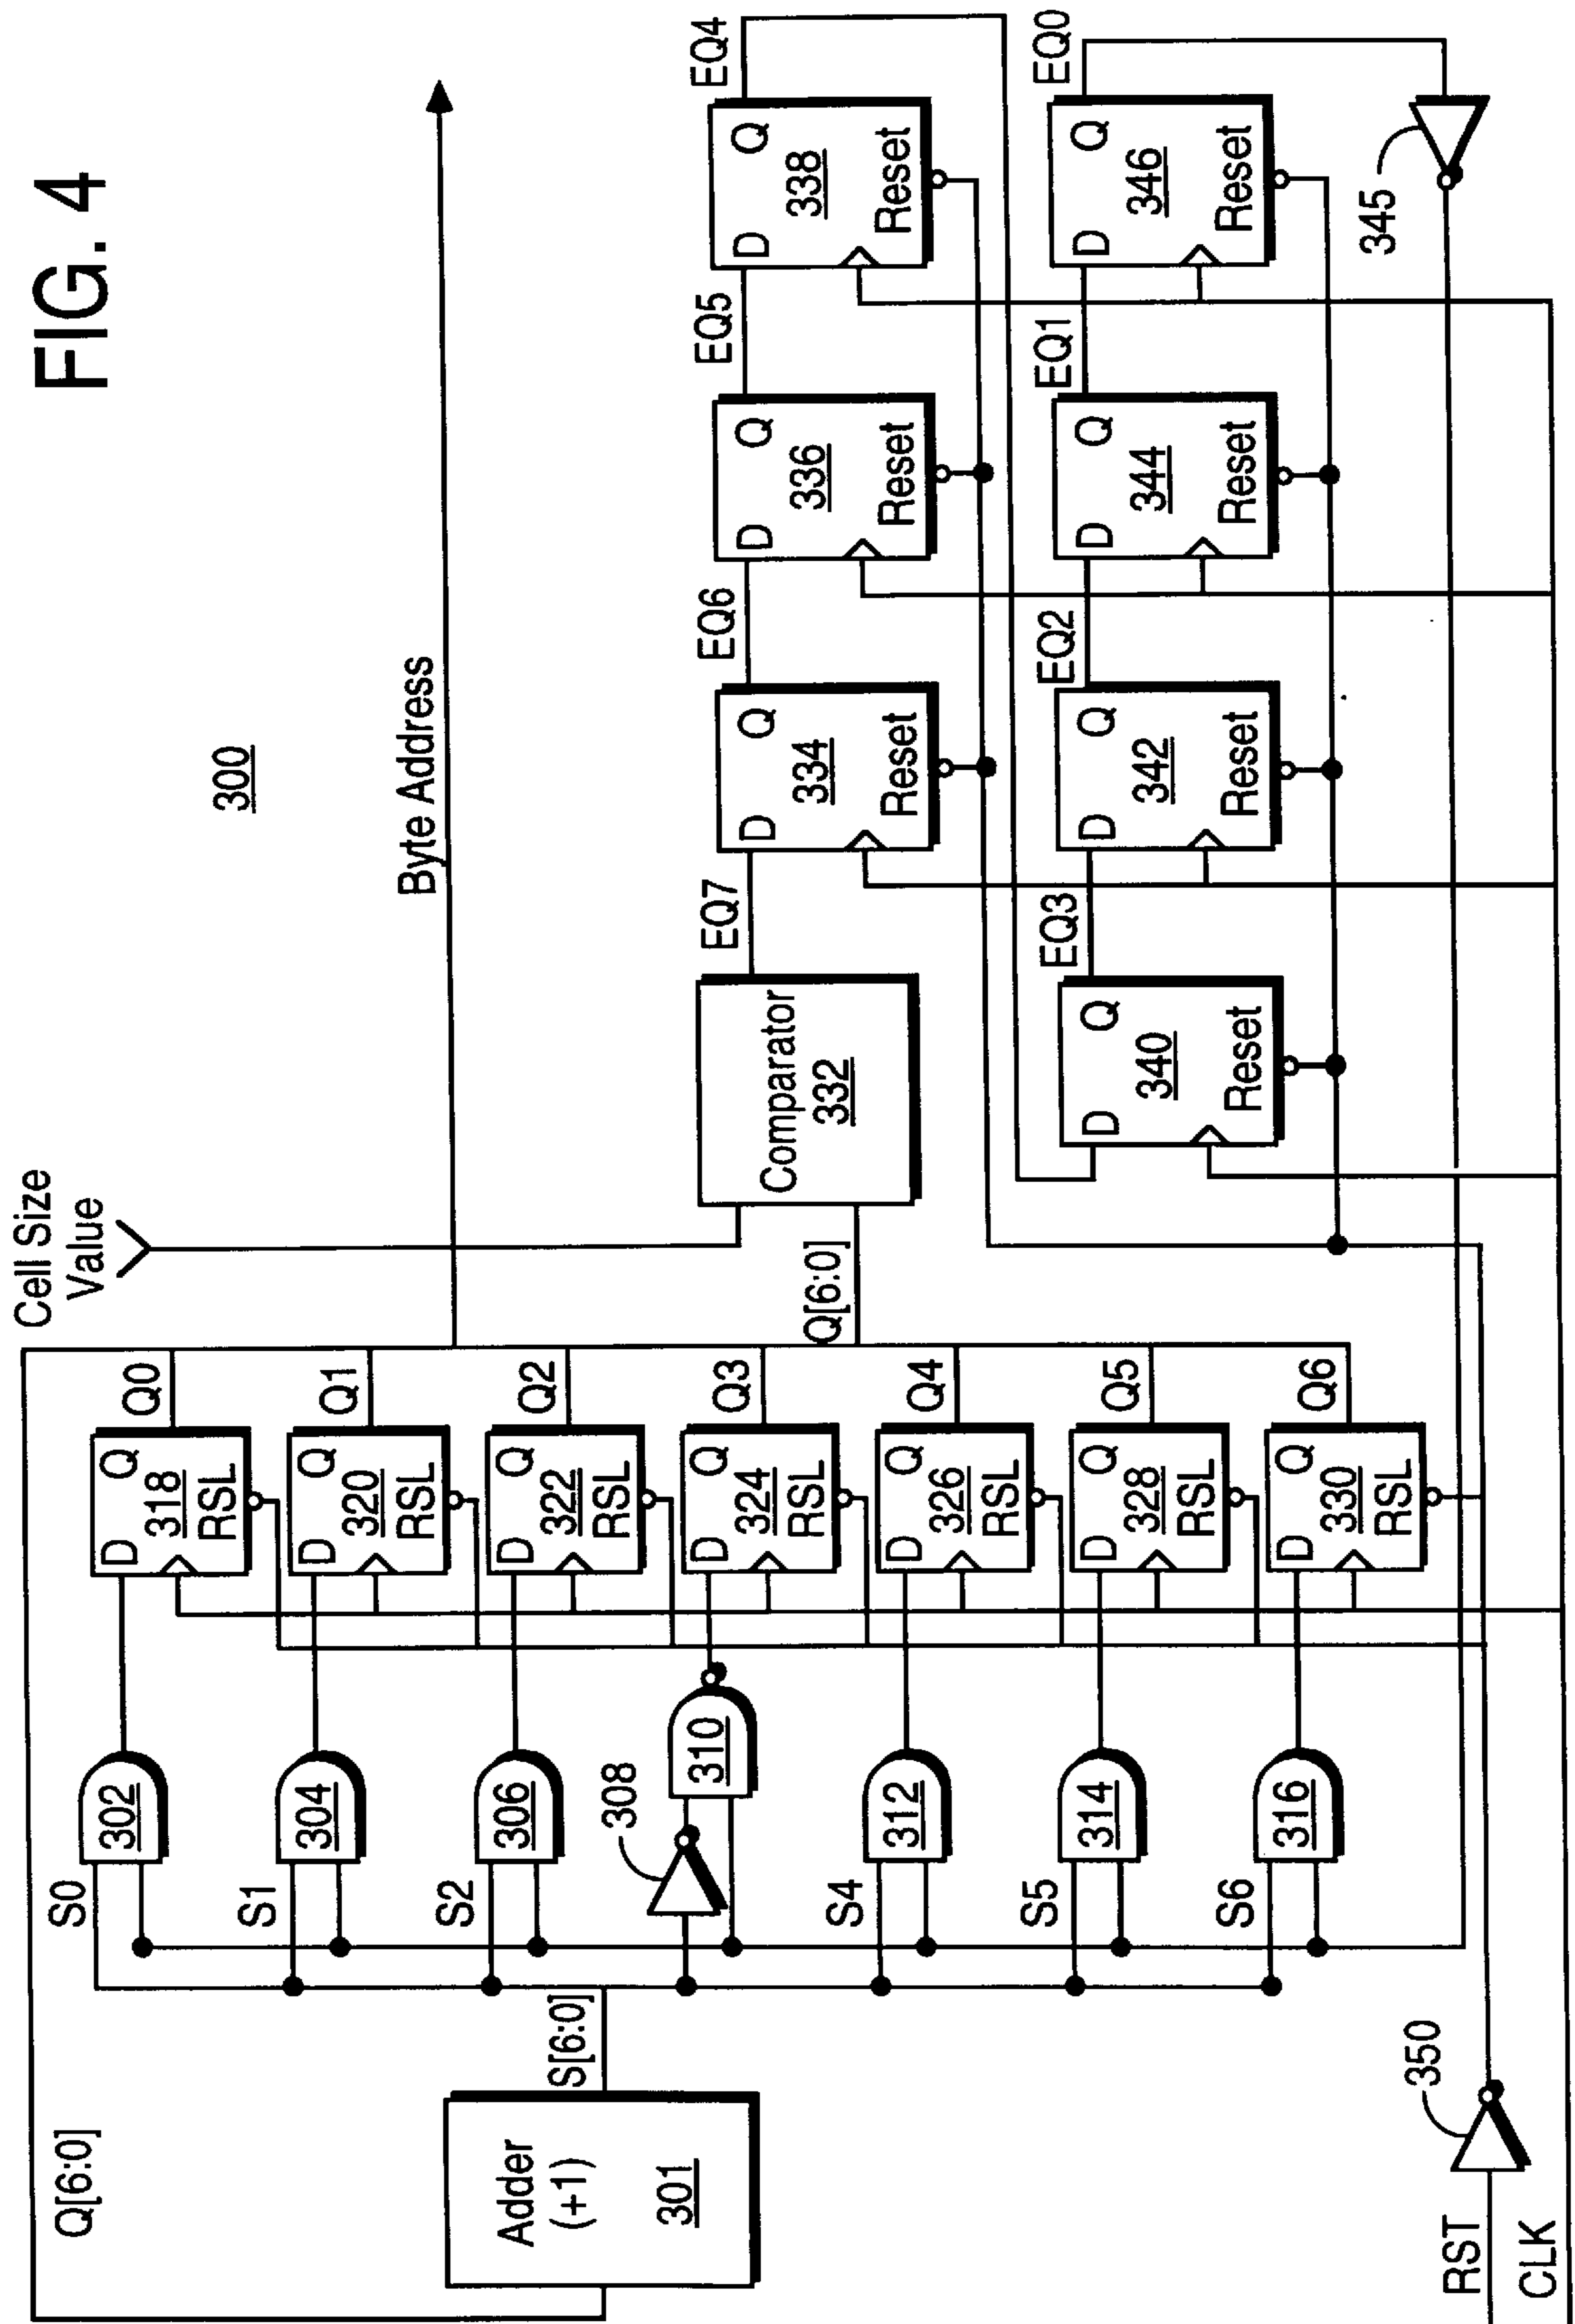 FIG. 4
300
Cell Size
Value
Byte Address
Q[6:0]
Adder
(+1)
301
S[6:0]
S0
302
D
Q
318
RSL
Q0
S1
304
D
Q
320
RSL
Q1
S2
306
D
Q
322
RSL
Q2
308
310
D
Q
324
RSL
Q3
S4
312
D
Q
326
RSL
Q4
S5
314
D
Q
328
RSL
Q5
S6
316
D
Q
330
RSL
Q6
Q[6:0]
Comparator
332
EQ7
D
Q
334
Reset
EQ6
D
Q
336
Reset
EQ5
D
Q
338
Reset
EQ4
D
Q
340
Reset
EQ3
D
Q
342
Reset
EQ2
D
Q
344
Reset
EQ1
D
Q
346
Reset
EQ0
345
RST
350
CLK